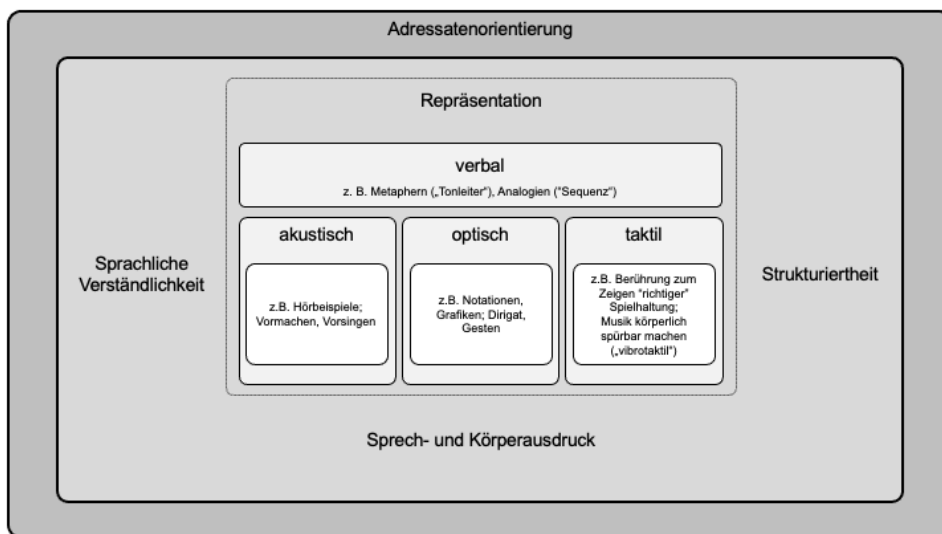 Adressatenorientierung
Repräsentation
verbal
z. B. Metaphern („Tonleiter“), Analogien ("Sequenz“)
akustisch
z.B. Hörbeispiele;
Vormachen, Vorsingen
optisch
z.B. Notationen,
Grafiken; Dirigat,
Gesten
taktil
z.B. Berührung zum
Zeigen "richtiger"
Spielhaltung;
Musik körperlich
spürbar machen
(„vibrotaktil“)
Sprachliche
Verständlichkeit
Strukturiertheit
Sprech- und Körperausdruck